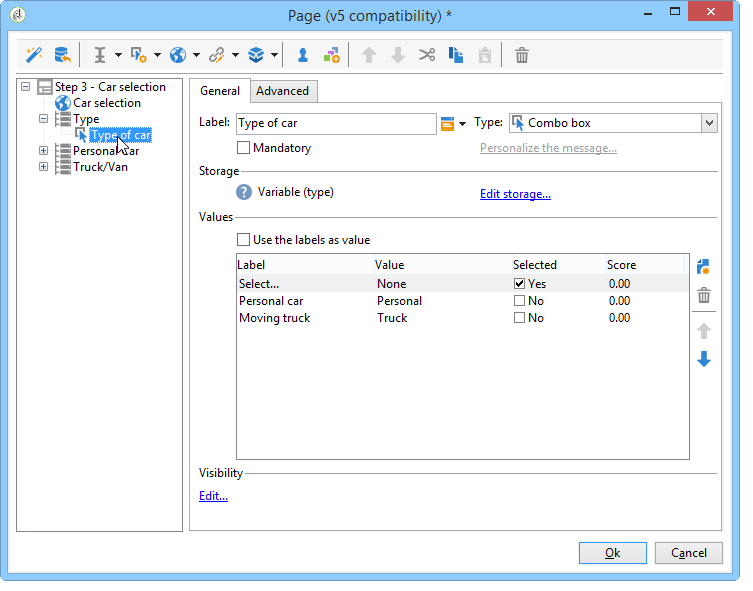 Page (v5 compatibility) *
Step 3 - Car selection
Car selection
Type
Type of car
Personal car
Truck/Van
General
Advanced
Label: Type of car
Type: Combo box
Mandatory
Personalize the message...
Storage
Variable (type)
Edit storage...
Values
Use the labels as value
Label Value Selected Score
Select... None Yes 0.00
Personal car Personal No 0.00
Moving truck Truck No 0.00
Visibility
Edit...
Ok
Cancel